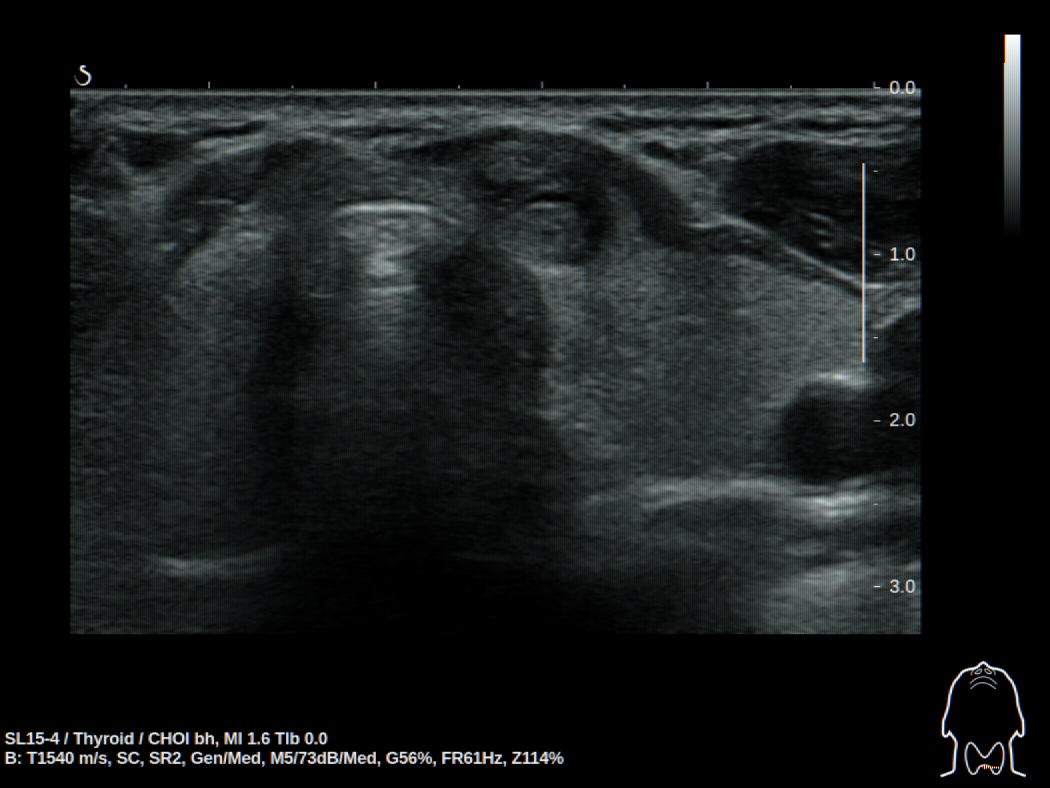 0.0
1.0
2.0
3.0
SL15-4 / Thyroid / CHOI bh, MI 1.6 TIb 0.0
B: T1540 m/s, SC, SR2, Gen/Med, M5/73dB/Med, G56%, FR61Hz, Z114%